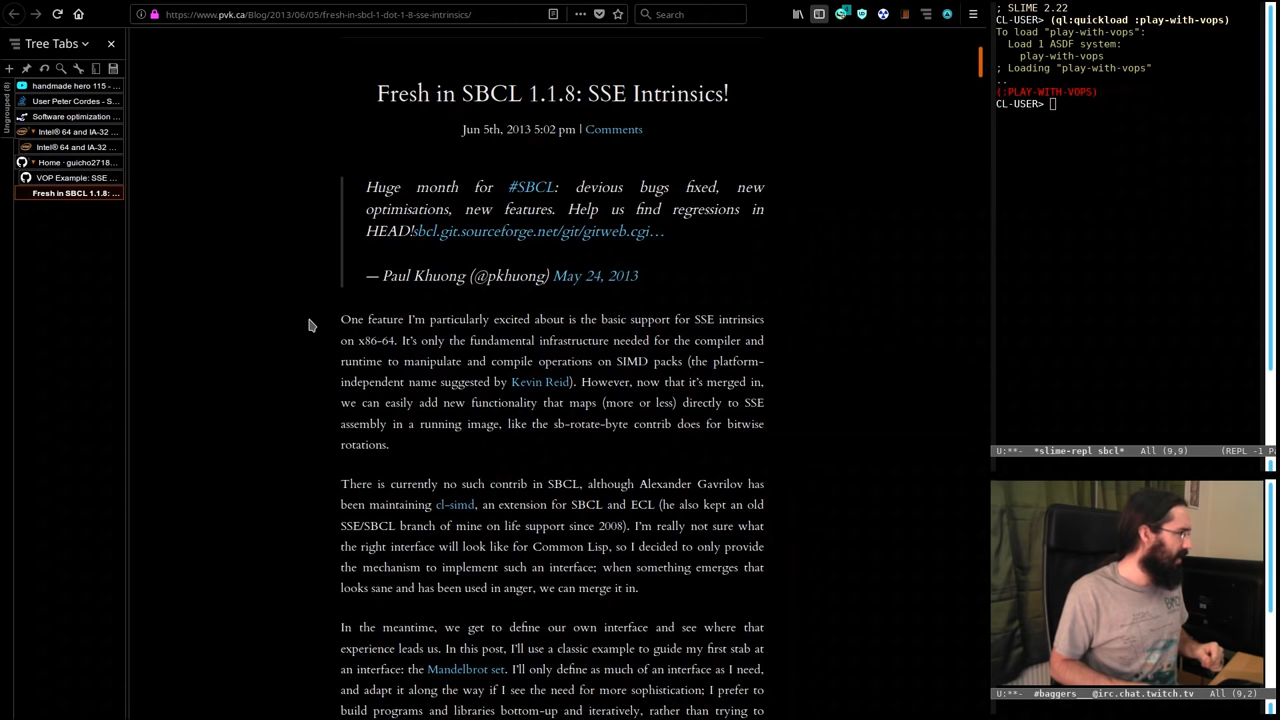 https://www.pvk.ca/Blog/2013/06/05/fresh-in-sbcl-1-dot-1-8-sse-intrinsics/
Search
Tree Tabs
Ungrouped (8)
handmade hero 115 - ...
User Peter Cordes - S...
Software optimization ...
Intel® 64 and IA-32 ...
Intel® 64 and IA-32 ...
Home · guicho2718...
VOP Example: SSE ...
Fresh in SBCL 1.1.8: ...
Fresh in SBCL 1.1.8: SSE Intrinsics!
Jun 5th, 2013 5:02 pm | Comments
Huge month for #SBCL: devious bugs fixed, new
optimisations, new features. Help us find regressions in
HEAD!sbcl.git.sourceforge.net/git/gitweb.cgi…
— Paul Khuong (@pkhuong) May 24, 2013
One feature I'm particularly excited about is the basic support for SSE intrinsics
on x86-64. It's only the fundamental infrastructure needed for the compiler and
runtime to manipulate and compile operations on SIMD packs (the platform-
independent name suggested by Kevin Reid). However, now that it's merged in,
we can easily add new functionality that maps (more or less) directly to SSE
assembly in a running image, like the sb-rotate-byte contrib does for bitwise
rotations.
There is currently no such contrib in SBCL, although Alexander Gavrilov has
been maintaining cl-simd, an extension for SBCL and ECL (he also kept an old
SSE/SBCL branch of mine on life support since 2008). I'm really not sure what
the right interface will look like for Common Lisp, so I decided to only provide
the mechanism to implement such an interface; when something emerges that
looks sane and has been used in anger, we can merge it in.
In the meantime, we get to define our own interface and see where that
experience leads us. In this post, I'll use a classic example to guide my first stab at
an interface: the Mandelbrot set. I'll only define as much of an interface as I need,
and adapt it along the way if I see the need for more sophistication; I prefer to
build programs and libraries bottom-up and iteratively, rather than trying to
; SLIME 2.22
CL-USER> (ql:quickload :play-with-vops)
To load "play-with-vops":
Load 1 ASDF system:
play-with-vops
; Loading "play-with-vops"
..
(:PLAY-WITH-VOPS)
CL-USER>
U:**- *slime-repl sbcl* All (9,9) (REPL -1 P
U:**- #baggers___@irc.chat.twitch.tv All (9,2)